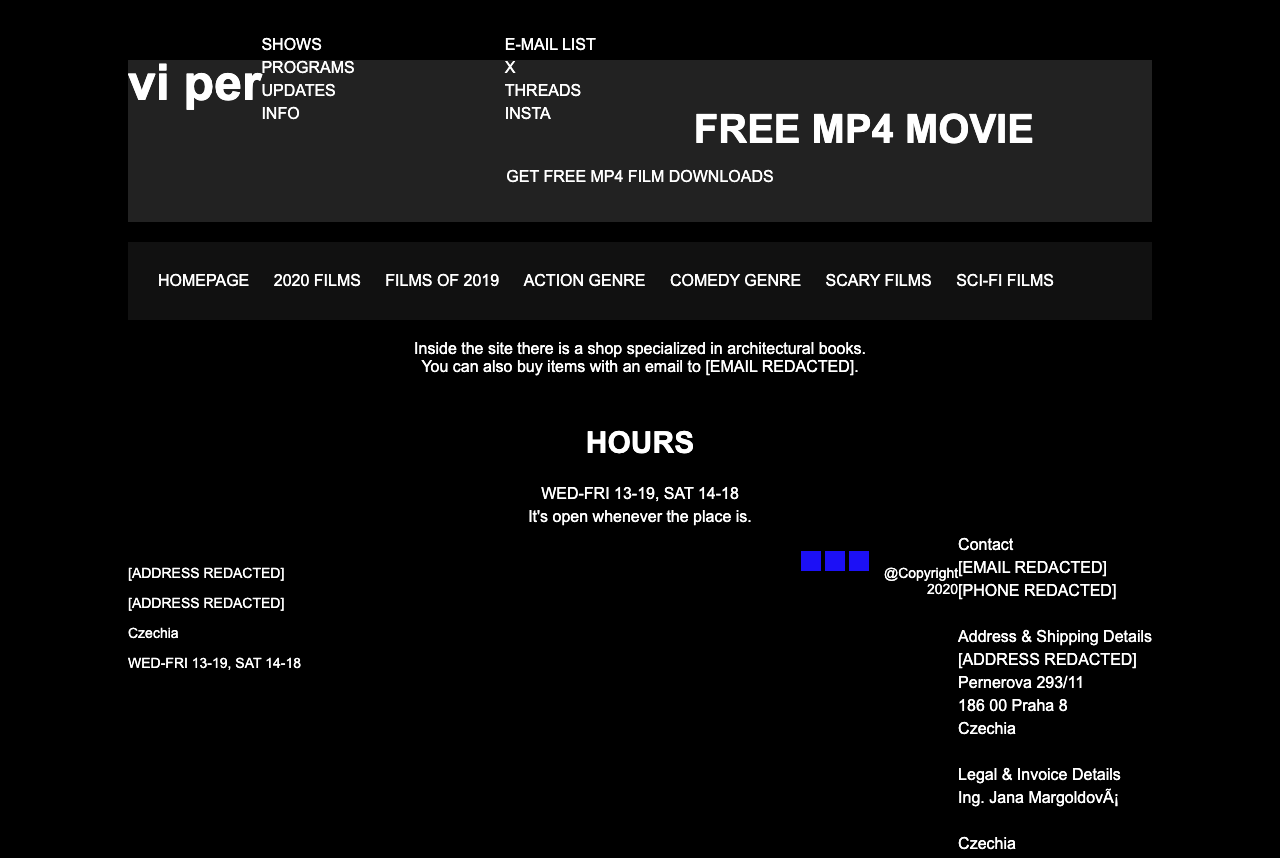 vi per
SHOWS
PROGRAMS
UPDATES
INFO
E-MAIL LIST
X
THREADS
INSTA
FREE MP4 MOVIE
GET FREE MP4 FILM DOWNLOADS
HOMEPAGE 2020 FILMS FILMS OF 2019 ACTION GENRE COMEDY GENRE SCARY FILMS SCI-FI FILMS
Inside the site there is a shop specialized in architectural books.
You can also buy items with an email to [EMAIL REDACTED].
HOURS
WED-FRI 13-19, SAT 14-18
It's open whenever the place is.
[ADDRESS REDACTED]
[ADDRESS REDACTED]
Czechia
WED-FRI 13-19, SAT 14-18
@Copyright
2020
Contact
[EMAIL REDACTED]
[PHONE REDACTED]
Address & Shipping Details
[ADDRESS REDACTED]
Pernerova 293/11
186 00 Praha 8
Czechia
Legal & Invoice Details
Ing. Jana MargoldovÃ¡
Czechia